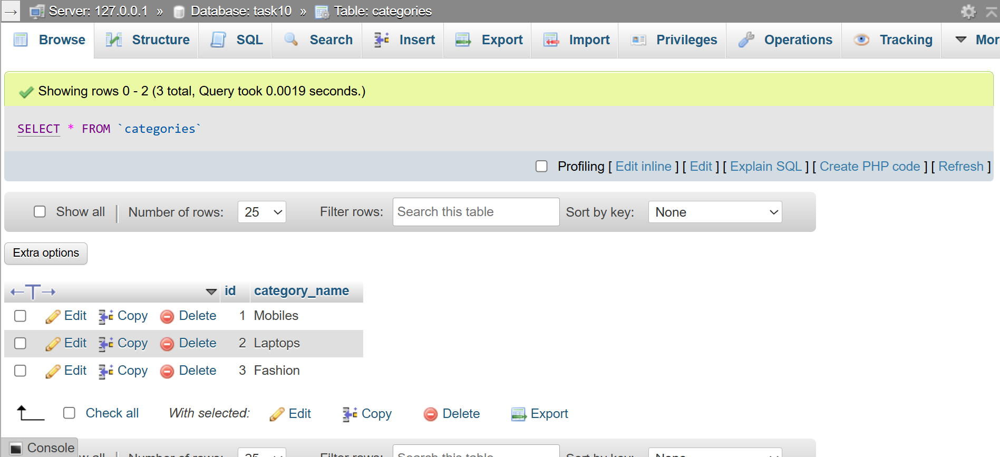 Server: 127.0.0.1 » Database: task10 » Table: categories
Browse Structure SQL Search Insert Export Import Privileges Operations Tracking Mor
Showing rows 0 - 2 (3 total, Query took 0.0019 seconds.)
SELECT * FROM `categories`
Profiling [ Edit inline ] [ Edit ] [ Explain SQL ] [ Create PHP code ] [ Refresh ]
Show all | Number of rows: 25 Filter rows: Search this table Sort by key: None
Extra options
←T→ id category_name
Edit Copy Delete 1 Mobiles
Edit Copy Delete 2 Laptops
Edit Copy Delete 3 Fashion
Check all With selected: Edit Copy Delete Export
Console
w all | Number of rows: 25 Filter rows: Search this table Sort by key: None